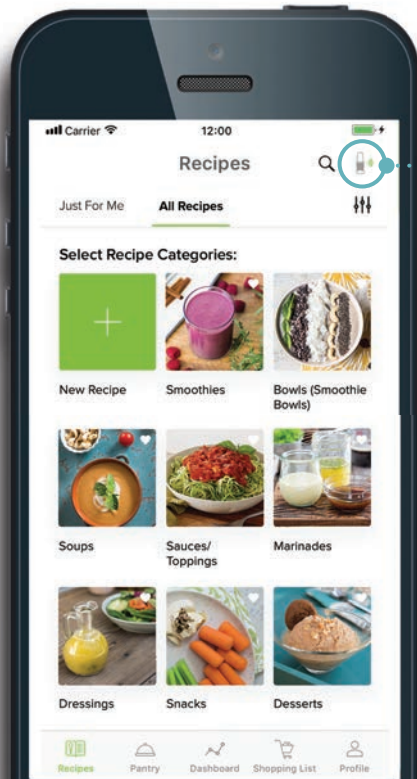 Carrier
12:00
Recipes
Just For Me
All Recipes
Select Recipe Categories:
New Recipe
Smoothies
Bowls (Smoothie
Bowls)
Soups
Sauces/
Toppings
Marinades
Dressings
Snacks
Desserts
Recipes
Pantry
Dashboard
Shopping List
Profile